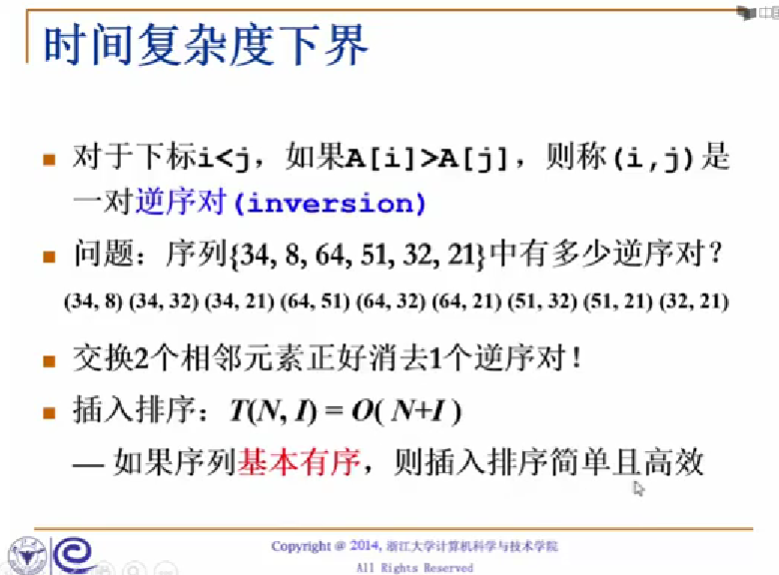 时间复杂度下界
■ 对于下标i<j，如果A[i]>A[j]，则称(i,j)是
一对逆序对(inversion)
■ 问题：序列{34, 8, 64, 51, 32, 21}中有多少逆序对？
(34, 8) (34, 32) (34, 21) (64, 51) (64, 32) (64, 21) (51, 32) (51, 21) (32, 21)
■ 交换2个相邻元素正好消去1个逆序对！
■ 插入排序：T(N, I) = O( N+I )
— 如果序列基本有序，则插入排序简单且高效
Copyright @ 2014, 浙江大学计算机科学与技术学院
All Rights Reserved